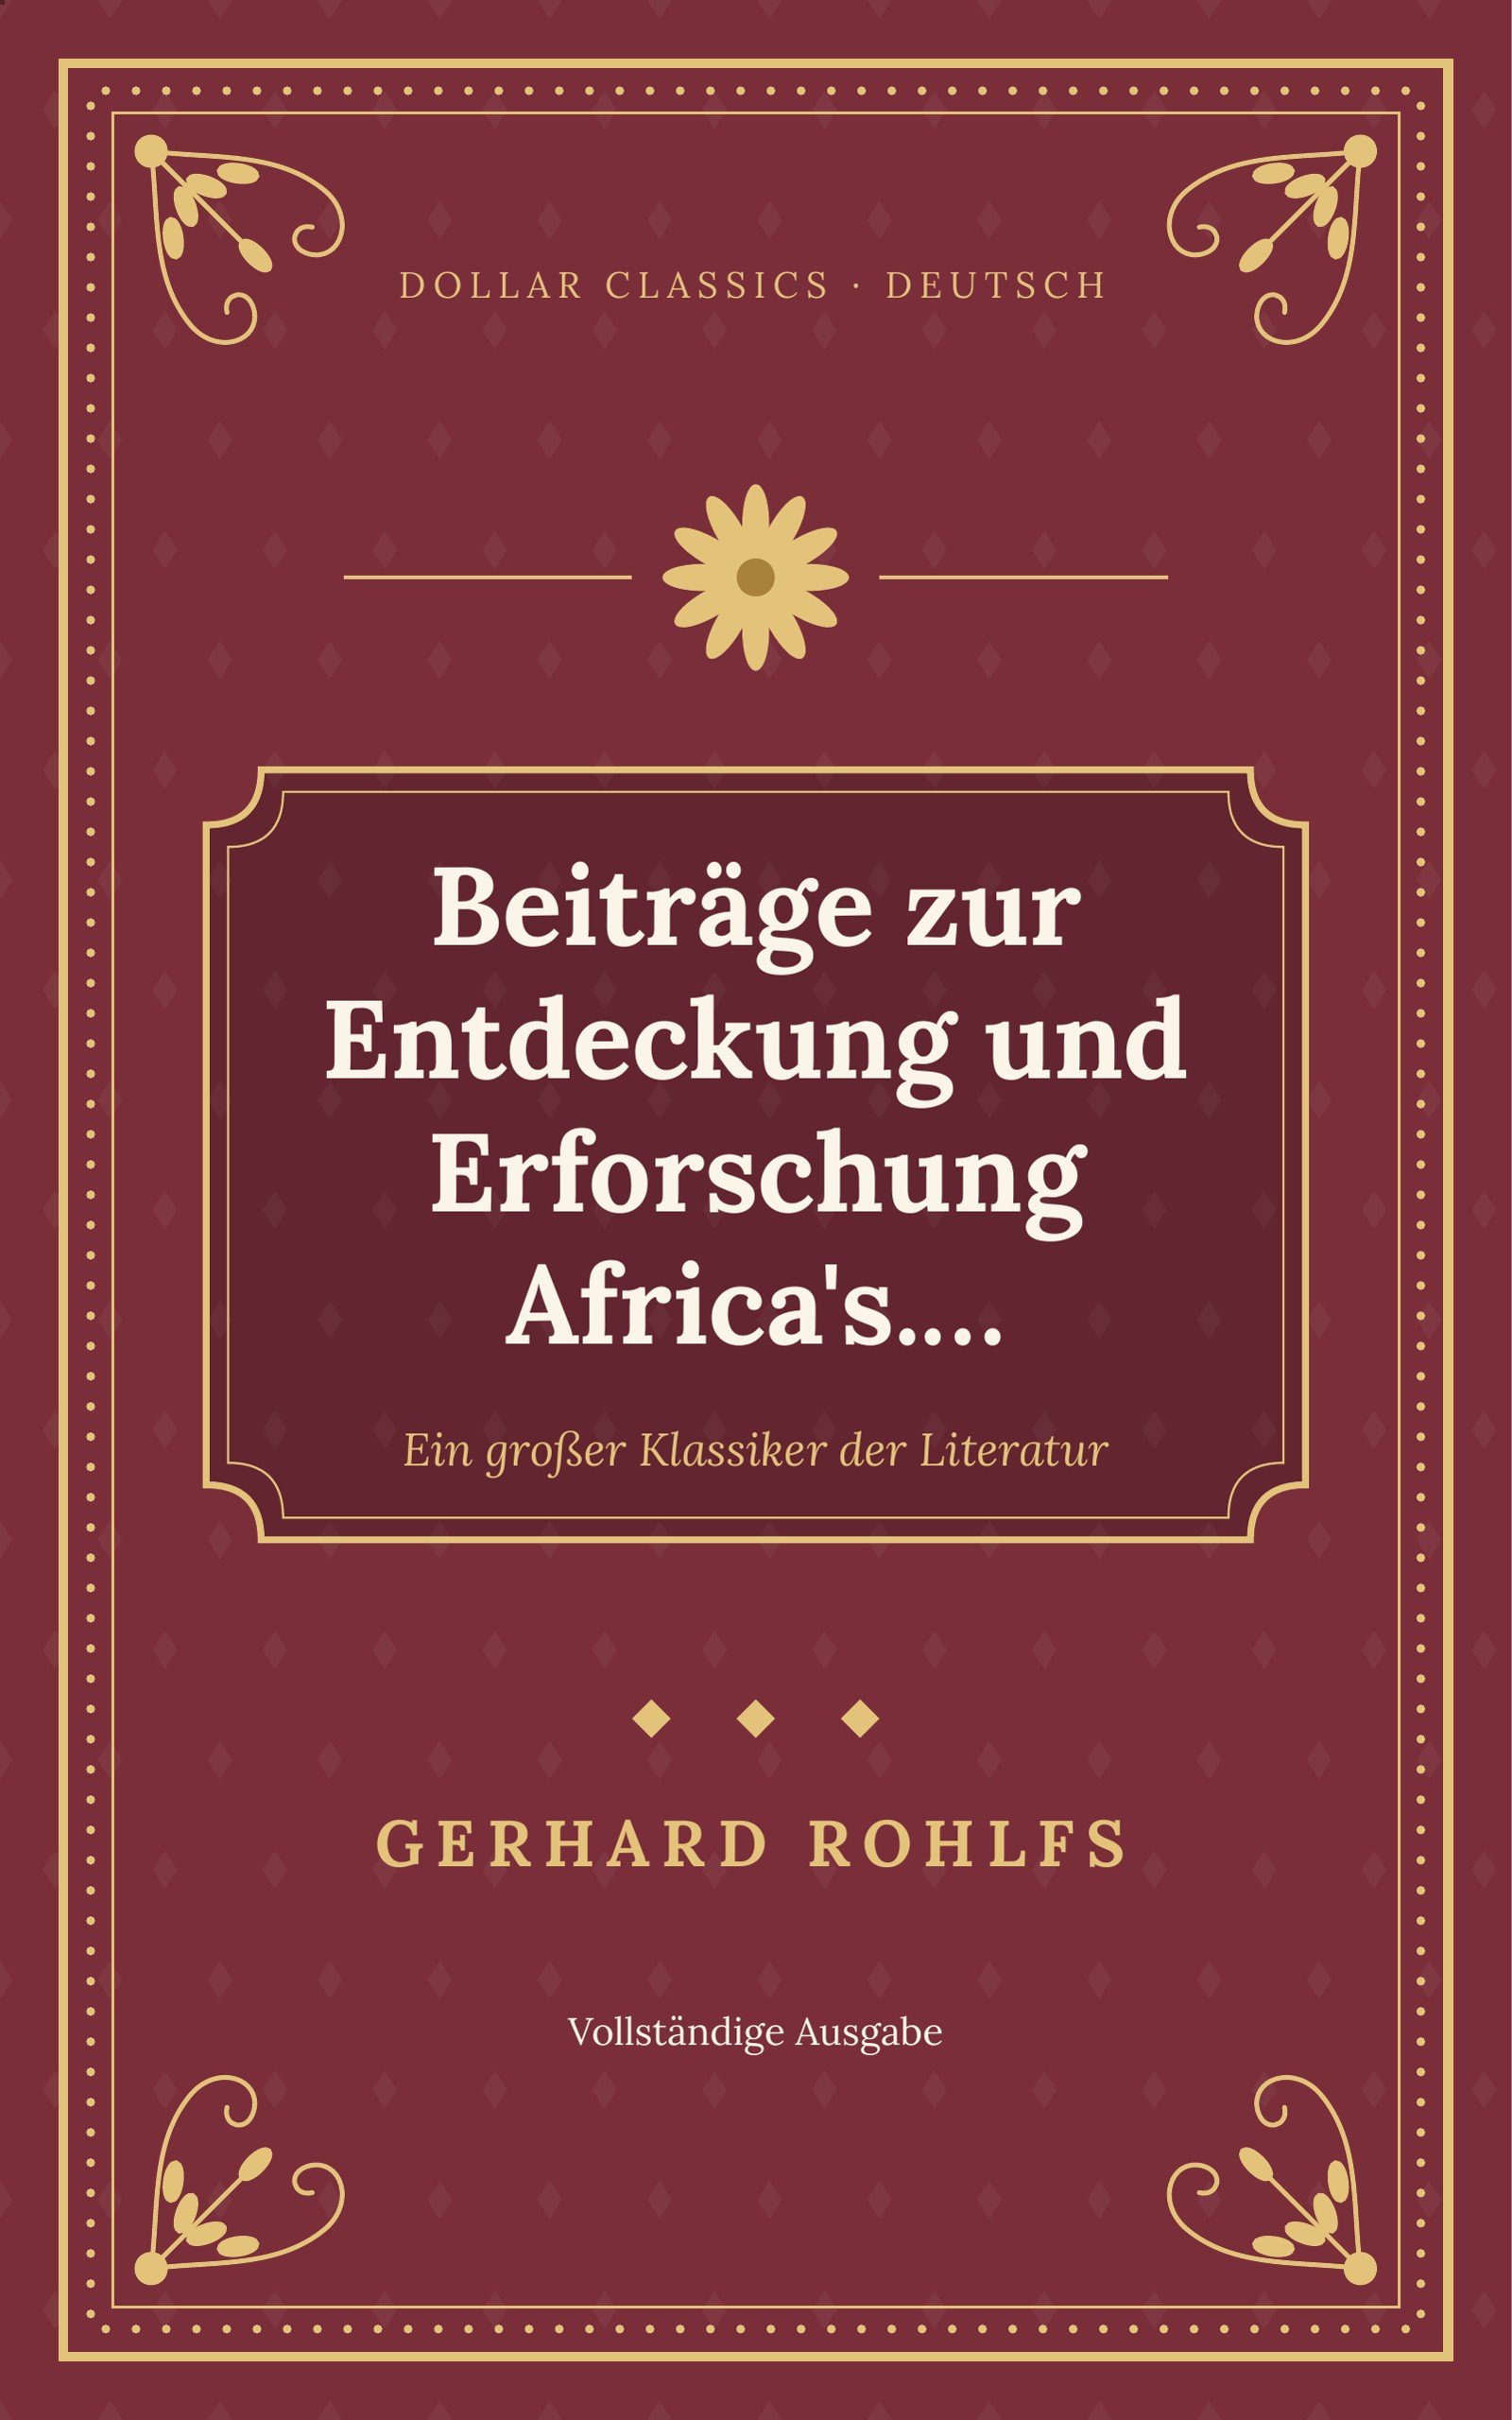 DOLLAR CLASSICS · DEUTSCH
Beiträge zur
Entdeckung und
Erforschung
Africa's....
Ein großer Klassiker der Literatur
GERHARD ROHLFS
Vollständige Ausgabe